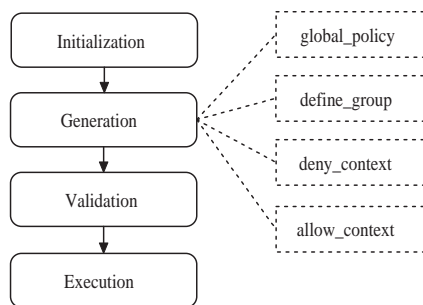 Initialization
Generation
Validation
Execution
global_policy
define_group
deny_context
allow_context